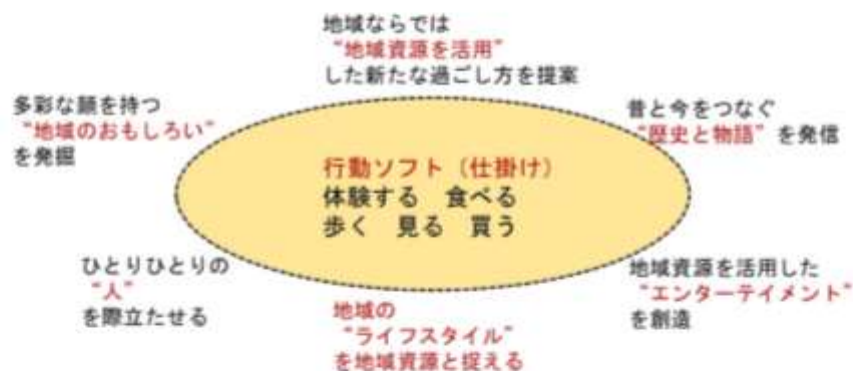 地域ならでは
“地域資源を活用”
した新たな過ごし方を提案
多彩な顔を持つ
“地域のおもしろい”
を発掘
昔と今をつなぐ
“歴史と物語”を発信
行動ソフト（仕掛け）
体験する　食べる
歩く　見る　買う
ひとりひとりの
“人”
を際立たせる
地域の
“ライフスタイル”
を地域資源と捉える
地域資源を活用した
“エンターテイメント”
を創造